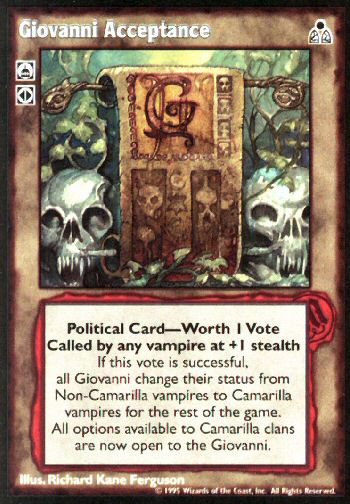 Giovanni Acceptance
G
Political Card—Worth 1 Vote
Called by any vampire at +1 stealth
If this vote is successful,
all Giovanni change their status from
Non-Camarilla vampires to Camarilla
vampires for the rest of the game.
All options available to Camarilla clans
are now open to the Giovanni.
Illus. Richard Kane Ferguson
© 1995 Wizards of the Coast, Inc. All Rights Reserved.